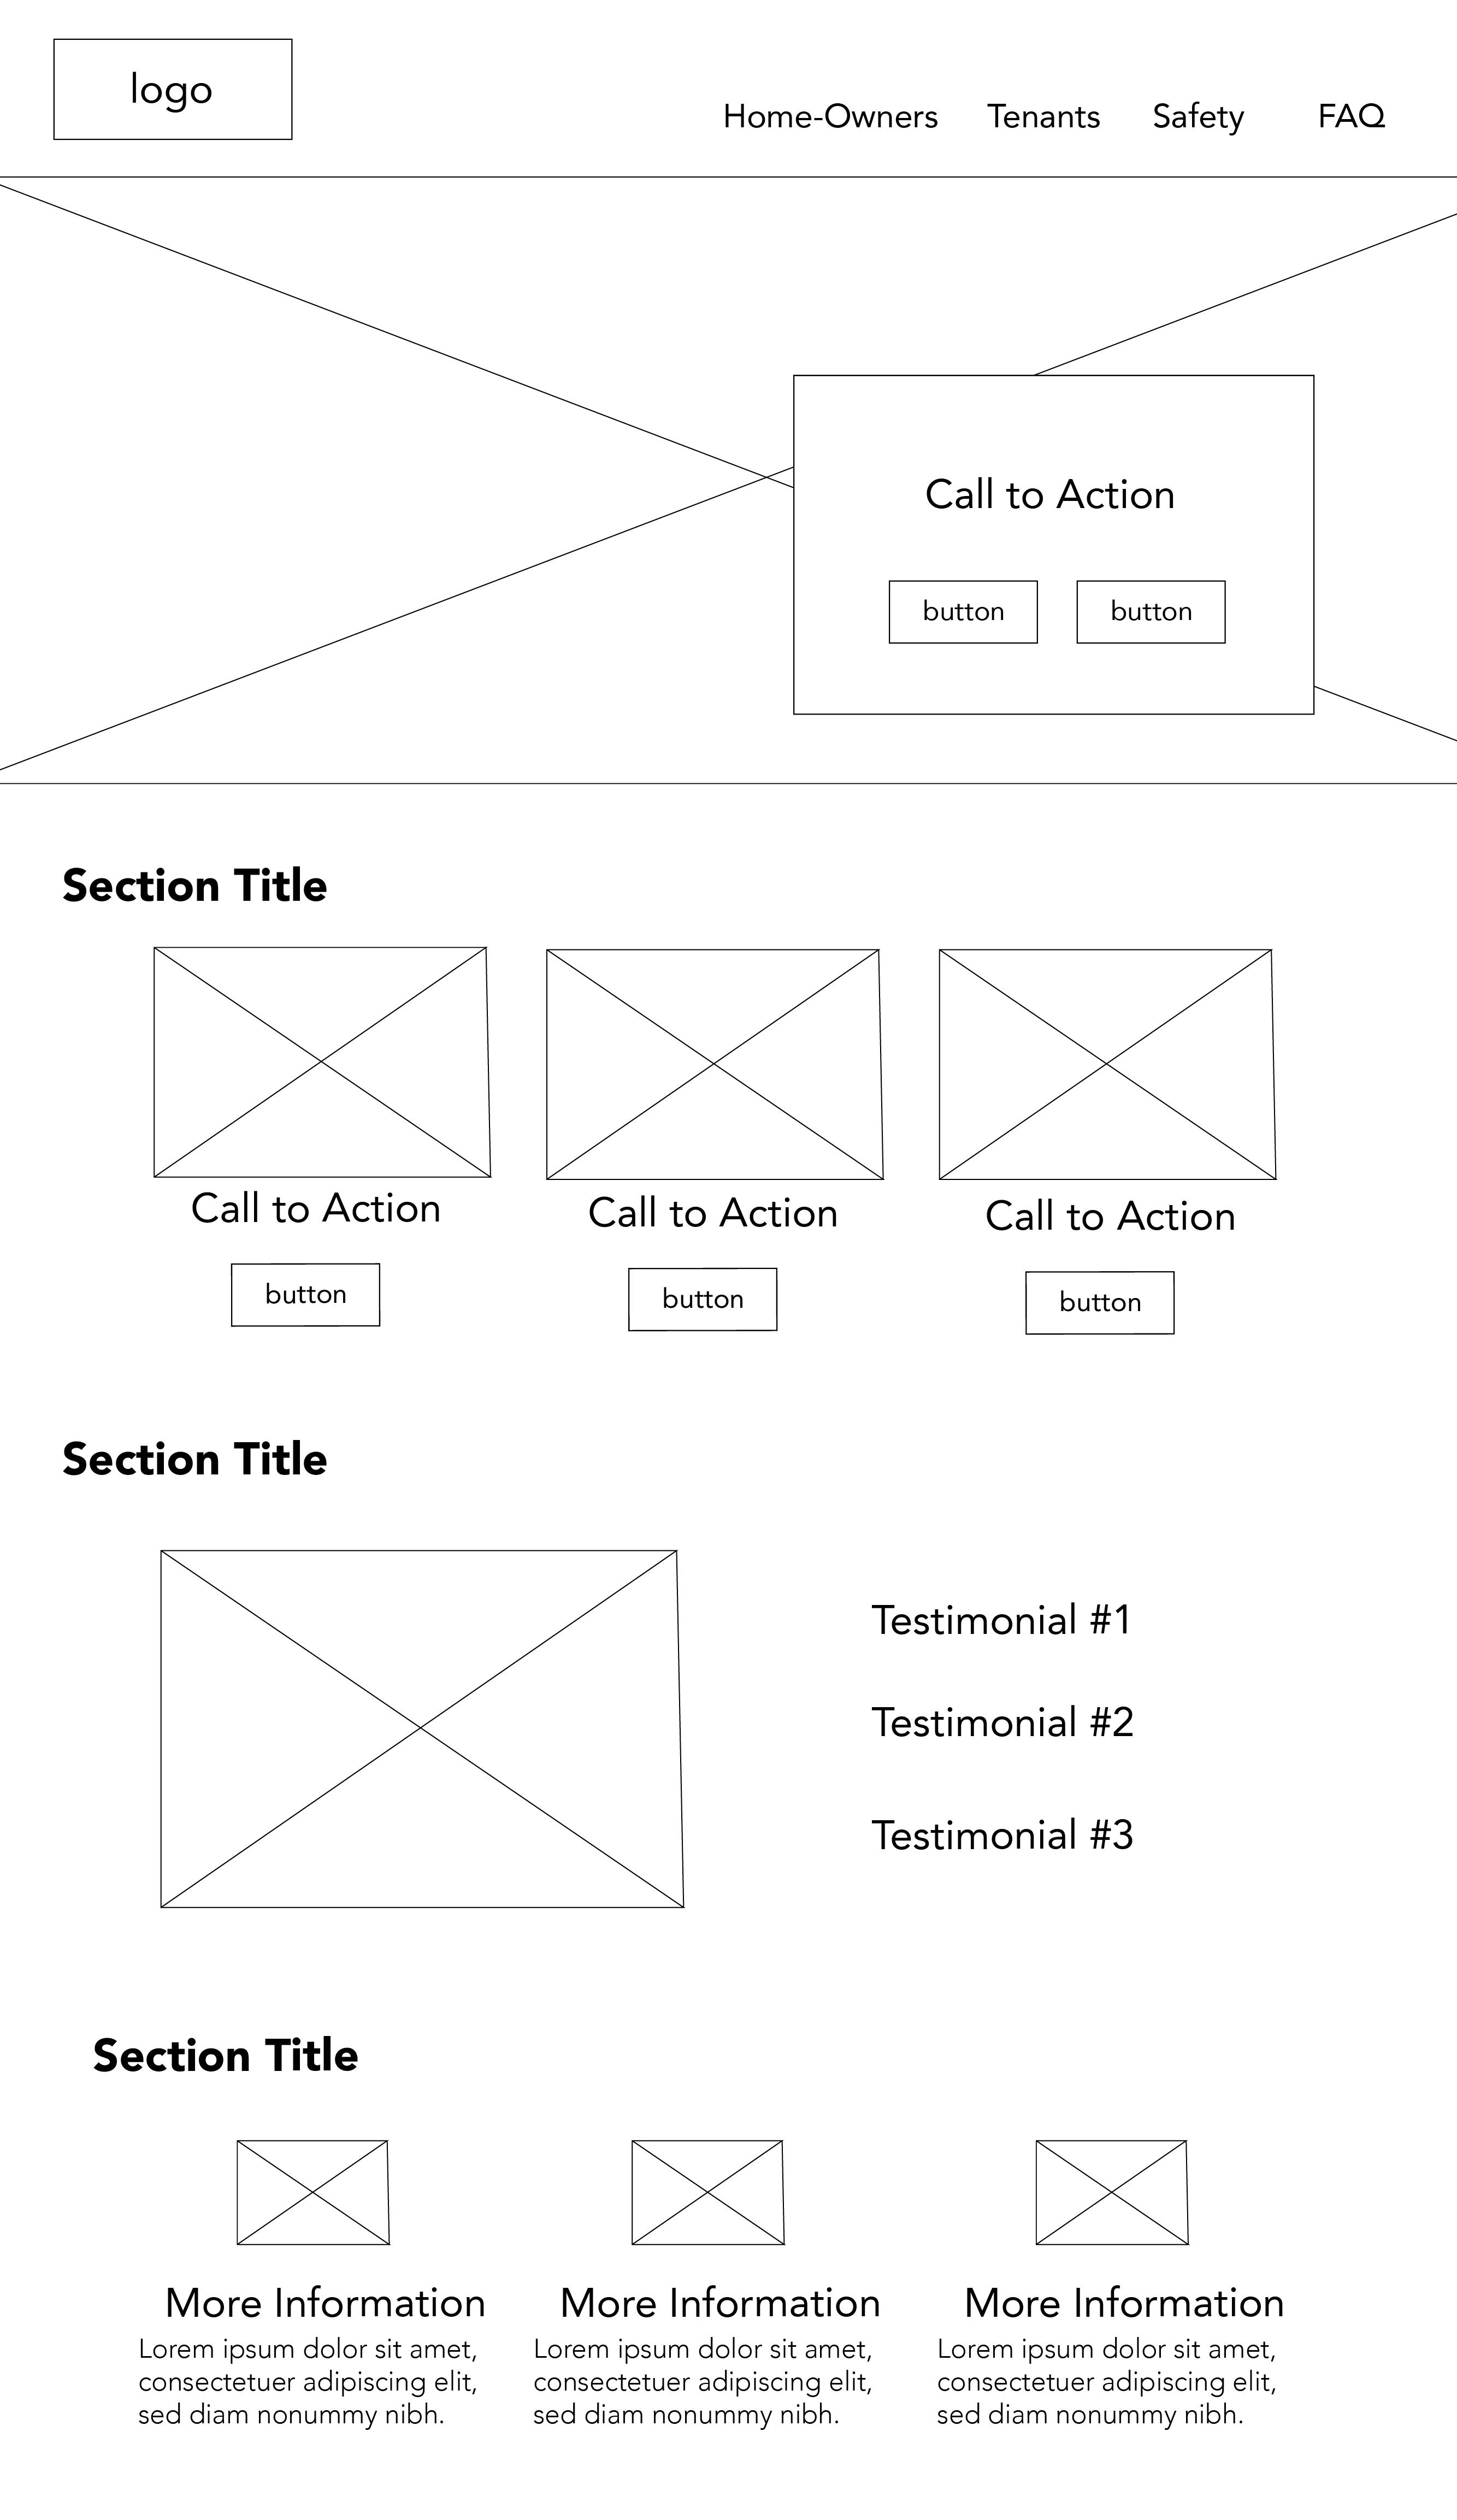 logo
Home-Owners Tenants Safety FAQ
Call to Action
button button
Section Title
Call to Action Call to Action Call to Action
button button button
Section Title
Testimonial #1
Testimonial #2
Testimonial #3
Section Title
More Information
Lorem ipsum dolor sit amet,
consectetuer adipiscing elit,
sed diam nonummy nibh.
More Information
Lorem ipsum dolor sit amet,
consectetuer adipiscing elit,
sed diam nonummy nibh.
More Information
Lorem ipsum dolor sit amet,
consectetuer adipiscing elit,
sed diam nonummy nibh.